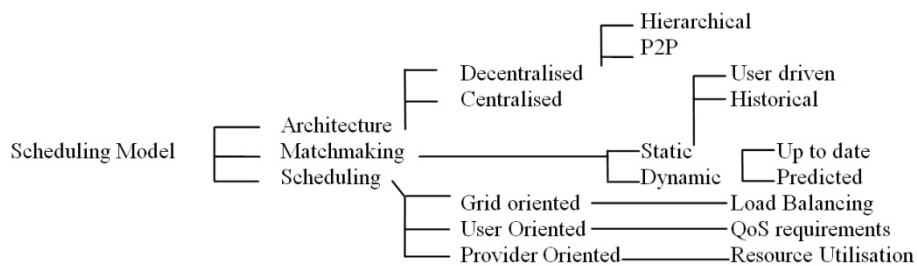 Hierarchical
P2P
Decentralised
User driven
Centralised
Historical
Architecture
Scheduling Model
Matchmaking
Static
Up to date
Scheduling
Dynamic
Predicted
Grid oriented
Load Balancing
User Oriented
QoS requirements
Provider Oriented
Resource Utilisation